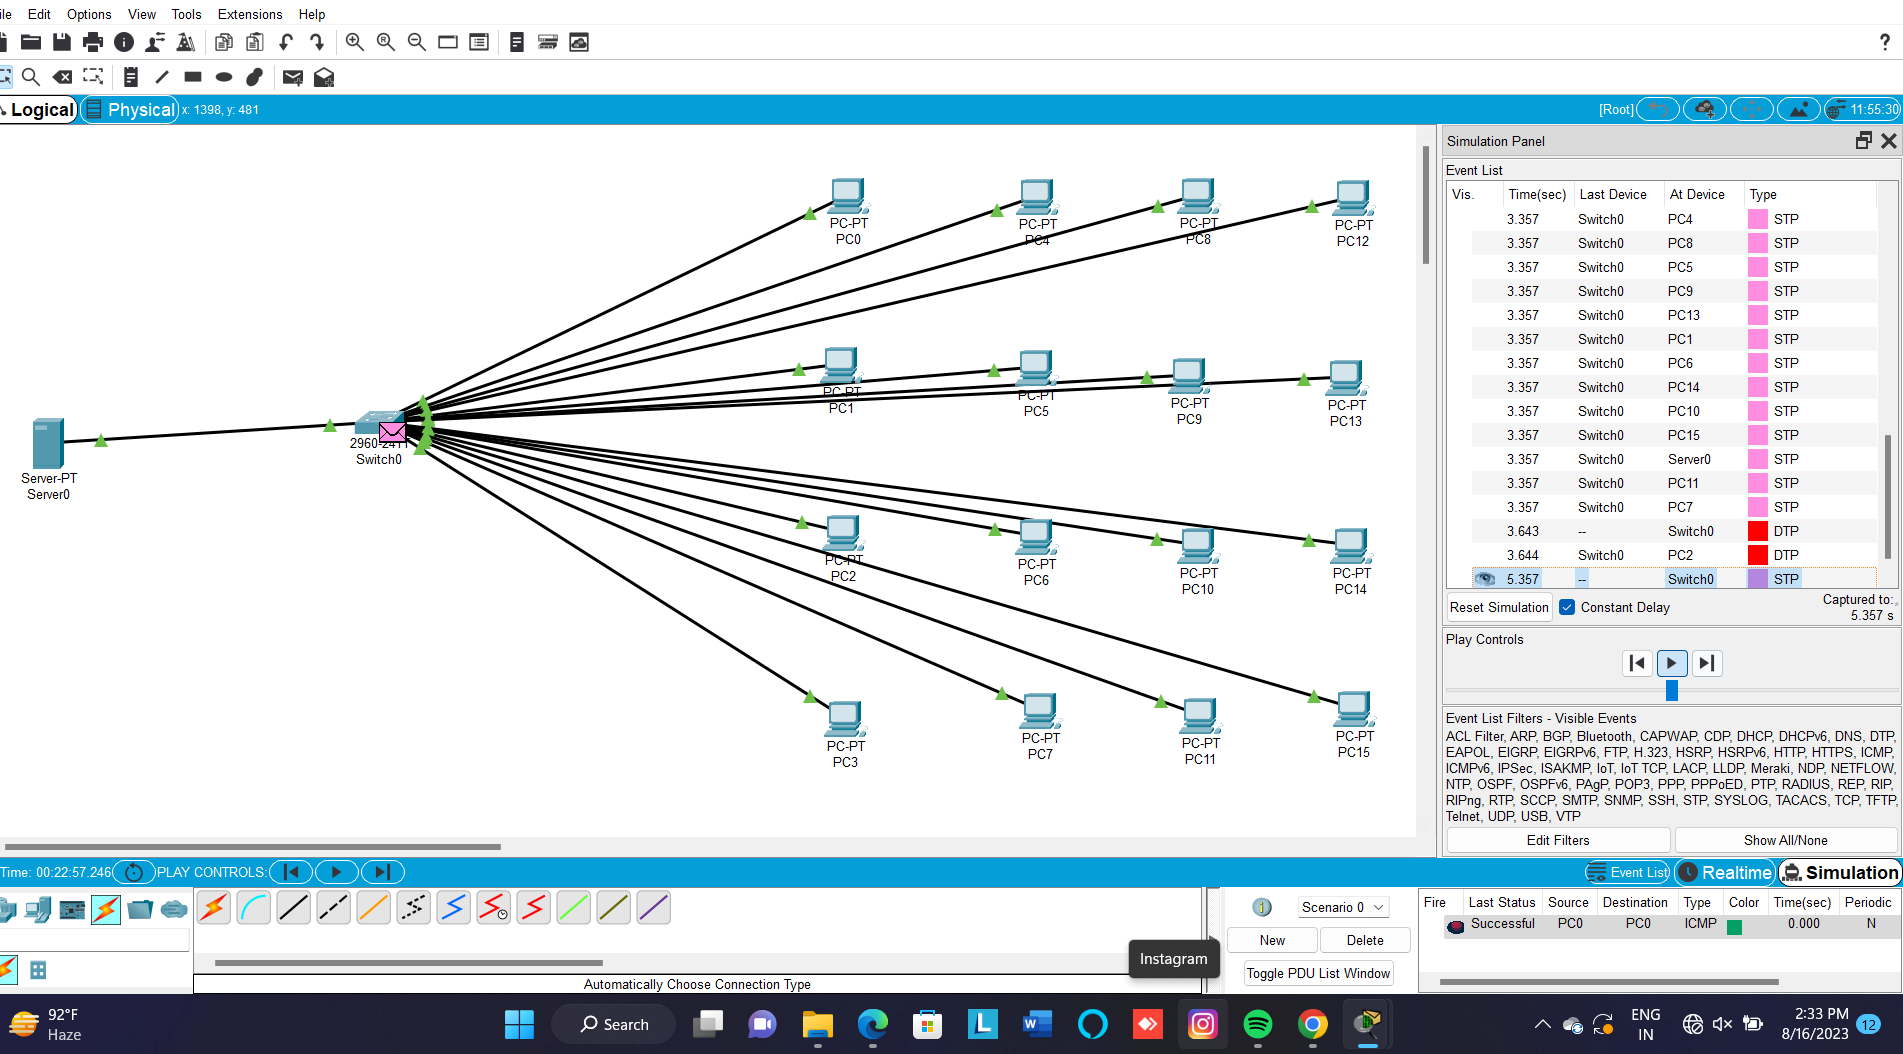 ile Edit Options View Tools Extensions Help
?
Logical Physical x: 1398, y: 481 [Root] 11:55:30
Simulation Panel
Event List
Vis. Time(sec) Last Device At Device Type
3.357 Switch0 PC4 STP
3.357 Switch0 PC8 STP
3.357 Switch0 PC5 STP
3.357 Switch0 PC9 STP
3.357 Switch0 PC13 STP
3.357 Switch0 PC1 STP
3.357 Switch0 PC6 STP
3.357 Switch0 PC14 STP
3.357 Switch0 PC10 STP
3.357 Switch0 PC15 STP
3.357 Switch0 Server0 STP
3.357 Switch0 PC11 STP
3.357 Switch0 PC7 STP
3.643 -- Switch0 DTP
3.644 Switch0 PC2 DTP
5.357 -- Switch0 STP
Reset Simulation Constant Delay Captured to:
5.357 s
Play Controls
Event List Filters - Visible Events
ACL Filter, ARP, BGP, Bluetooth, CAPWAP, CDP, DHCP, DHCPv6, DNS, DTP,
EAPOL, EIGRP, EIGRPv6, FTP, H.323, HSRP, HSRPv6, HTTP, HTTPS, ICMP,
ICMPv6, IPSec, ISAKMP, IoT, IoT TCP, LACP, LLDP, Meraki, NDP, NETFLOW,
NTP, OSPF, OSPFv6, PAgP, POP3, PPP, PPPoED, PTP, RADIUS, REP, RIP,
RIPng, RTP, SCCP, SMTP, SNMP, SSH, STP, SYSLOG, TACACS, TCP, TFTP,
Telnet, UDP, USB, VTP
Edit Filters Show All/None
PC-PT
PC0
PC-PT
PC4
PC-PT
PC8
PC-PT
PC12
PC-PT
PC1
PC-PT
PC5
PC-PT
PC9
PC-PT
PC13
Server-PT
Server0
2960-24TT
Switch0
PC-PT
PC2
PC-PT
PC6
PC-PT
PC10
PC-PT
PC14
PC-PT
PC3
PC-PT
PC7
PC-PT
PC11
PC-PT
PC15
Time: 00:22:57.246 PLAY CONTROLS: Event List Realtime Simulation
Scenario 0
New Delete
Toggle PDU List Window
Fire Last Status Source Destination Type Color Time(sec) Periodic
Successful PC0 PC0 ICMP 0.000 N
Instagram
Automatically Choose Connection Type
92°F
Haze
Search
ENG
IN
2:33 PM
8/16/2023
12